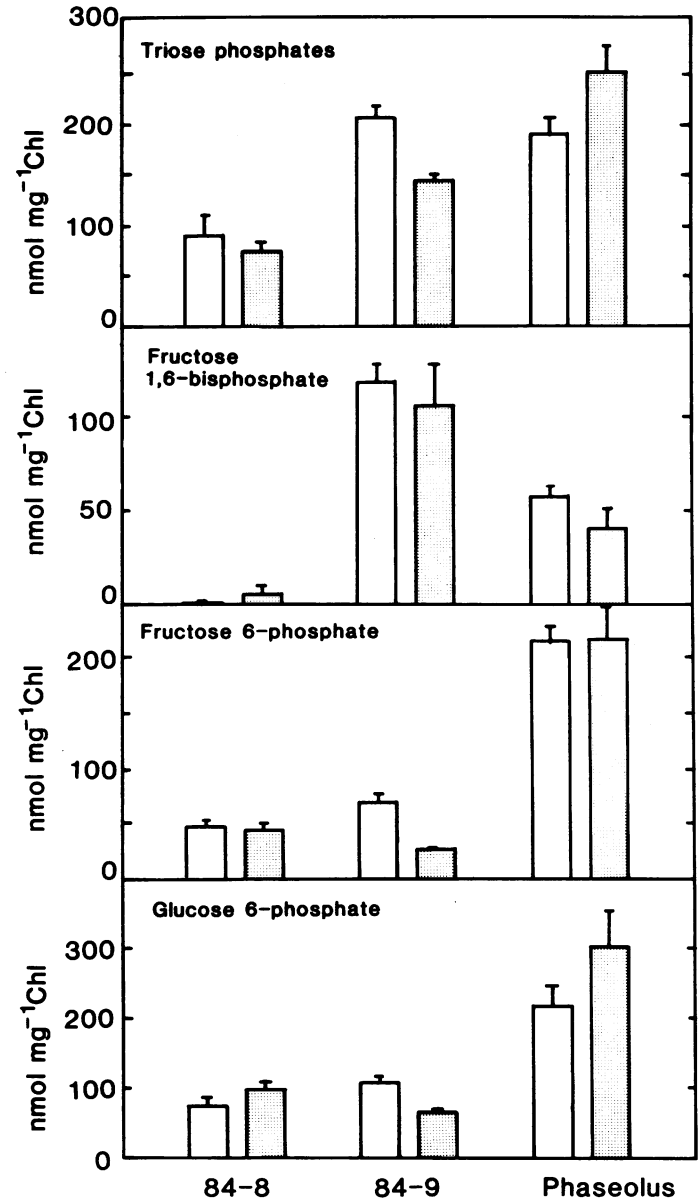 300
Triose phosphates
200
100
0
nmol mg⁻¹Chl
Fructose
1,6-bisphosphate
100
50
0
nmol mg⁻¹Chl
Fructose 6-phosphate
200
100
0
nmol mg⁻¹Chl
Glucose 6-phosphate
300
200
100
0
nmol mg⁻¹Chl
84-8 84-9 Phaseolus